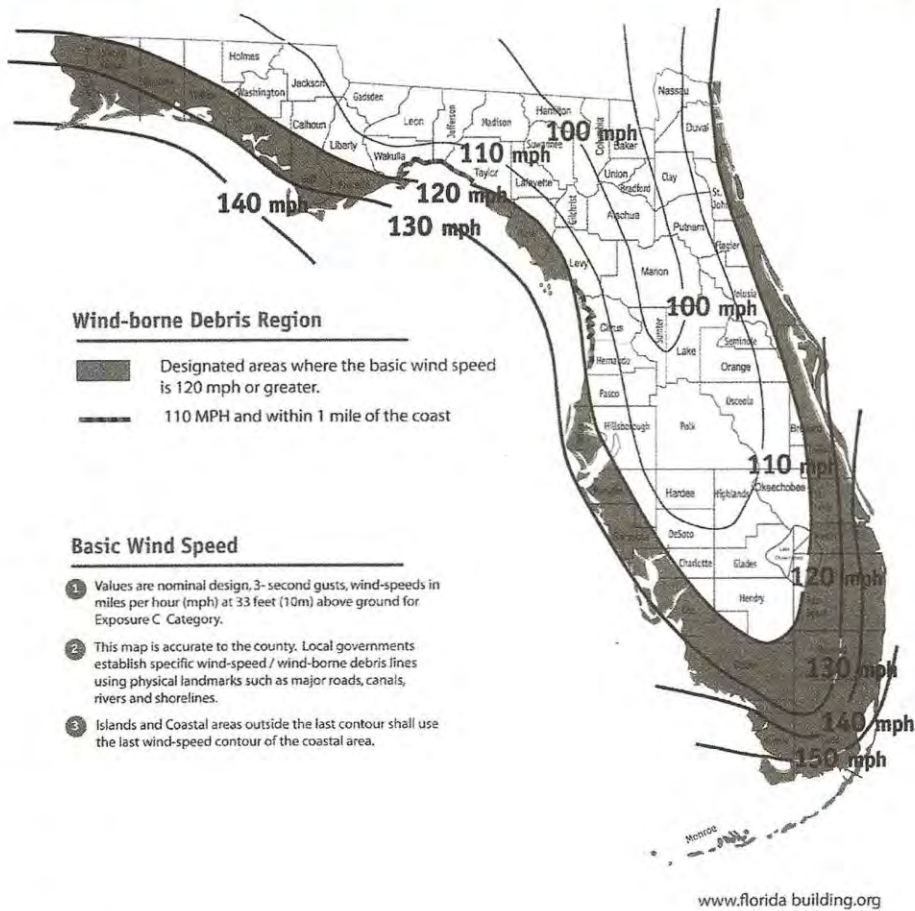 Holmes
Jackson
Washington
Gadsden
Calhoun
Liberty
Leon
Wakulla
Jefferson
Madison
Taylor
Hamilton
Suwannee
Lafayette
Columbia
Baker
Union
Bradford
Gilchrist
Alachua
Nassau
Duval
Clay
St.
John
Putnam
Flagler
Levy
Marion
Volusia
Citrus
Sumter
Lake
Seminole
Hernando
Orange
Pasco
Osceola
Hillsborough
Polk
Brevard
Hardee
Highlands
Okeechobee
DeSoto
Charlotte
Glades
Hendry
Monroe
100 mph
110 mph
120 mph
130 mph
140 mph
100 mph
110 mph
120 mph
130 mph
140 mph
150 mph
Wind-borne Debris Region
Designated areas where the basic wind speed
is 120 mph or greater.
110 MPH and within 1 mile of the coast
Basic Wind Speed
1 Values are nominal design, 3- second gusts, wind-speeds in
miles per hour (mph) at 33 feet (10m) above ground for
Exposure C Category.
2 This map is accurate to the county. Local governments
establish specific wind-speed / wind-borne debris lines
using physical landmarks such as major roads, canals,
rivers and shorelines.
3 Islands and Coastal areas outside the last contour shall use
the last wind-speed contour of the coastal area.
www.florida building.org